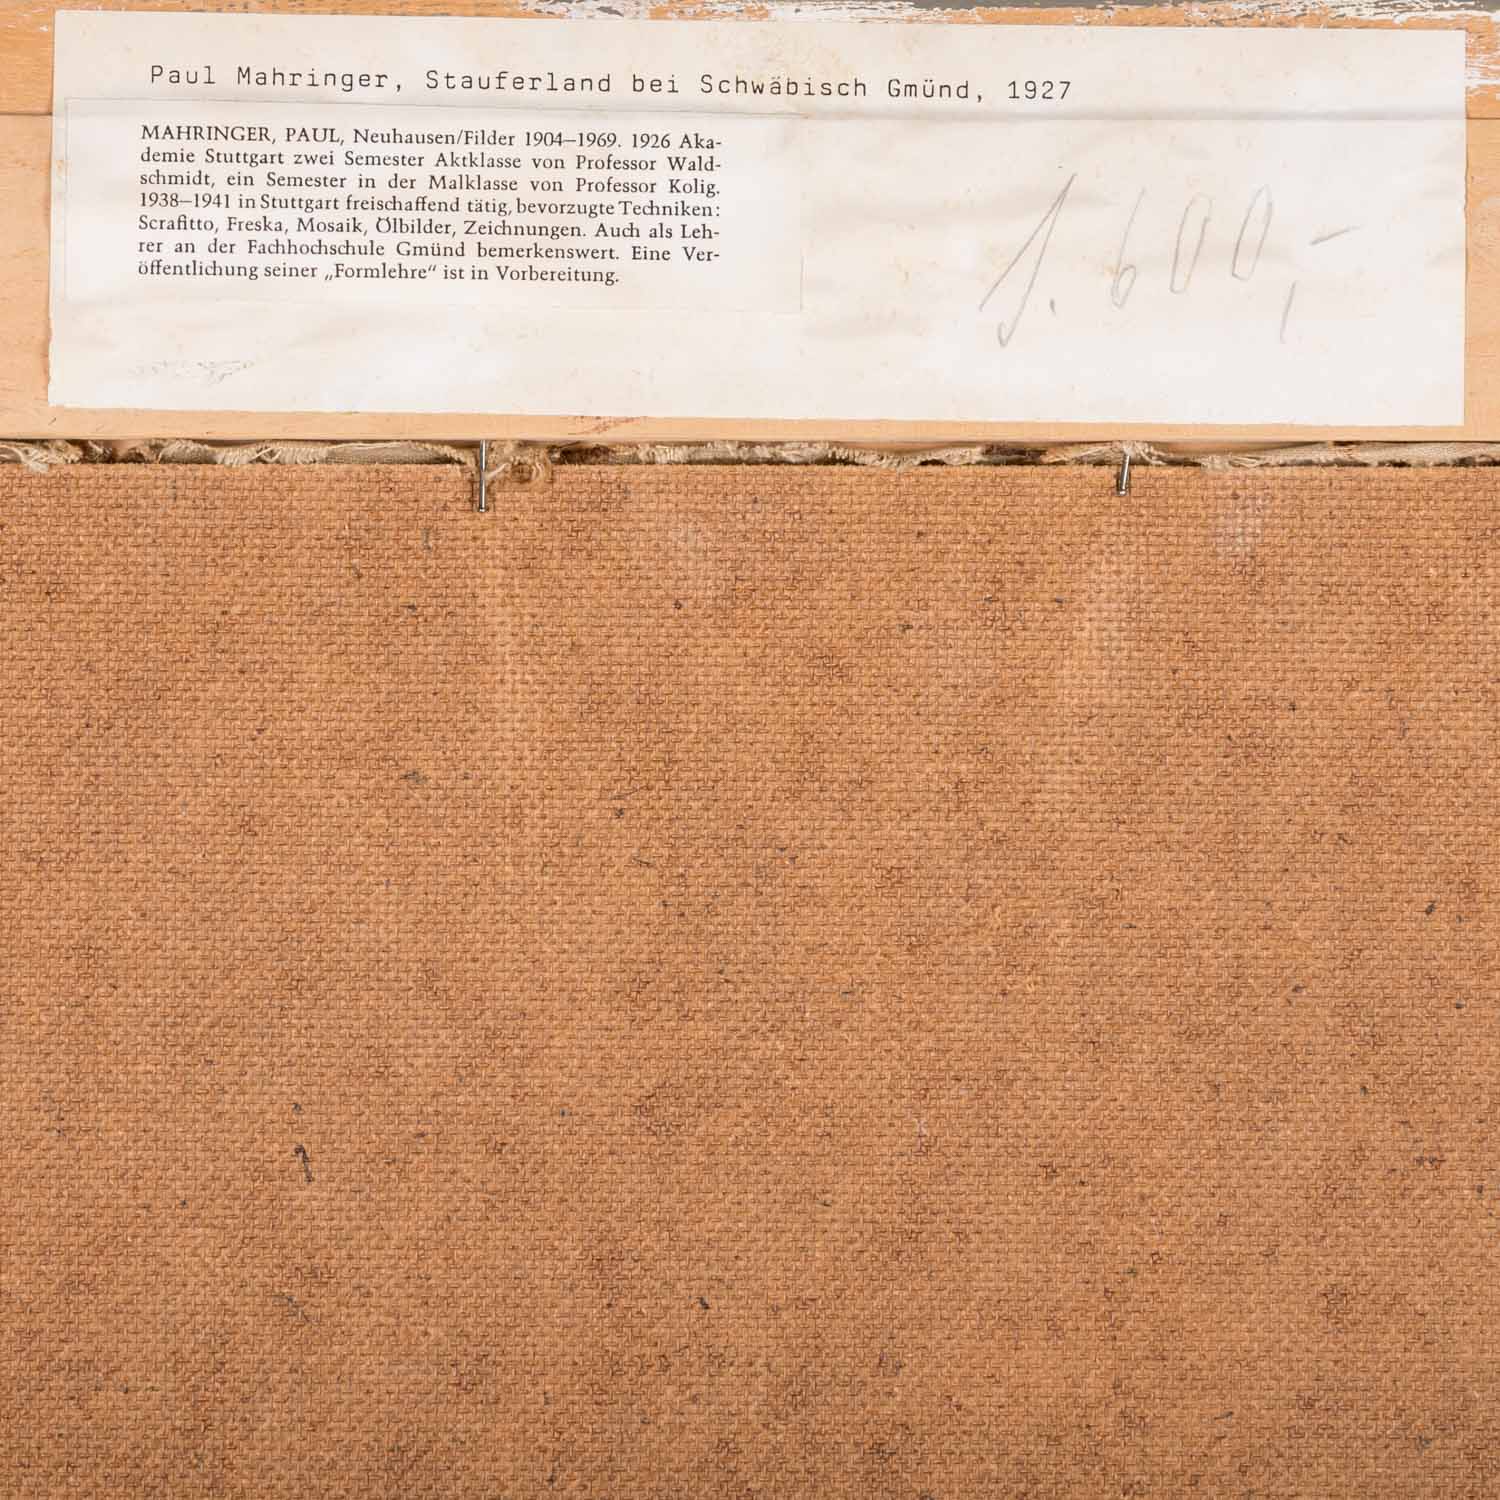 Paul Mahringer, Stauferland bei Schwäbisch Gmünd, 1927
MAHRINGER, PAUL, Neuhausen/Filder 1904–1969. 1926 Aka-
demie Stuttgart zwei Semester Aktklasse von Professor Wald-
schmidt, ein Semester in der Malklasse von Professor Kolig.
1938–1941 in Stuttgart freischaffend tätig, bevorzugte Techniken:
Scrafitto, Freska, Mosaik, Ölbilder, Zeichnungen. Auch als Leh-
rer an der Fachhochschule Gmünd bemerkenswert. Eine Ver-
öffentlichung seiner „Formlehre“ ist in Vorbereitung.
1.600,-